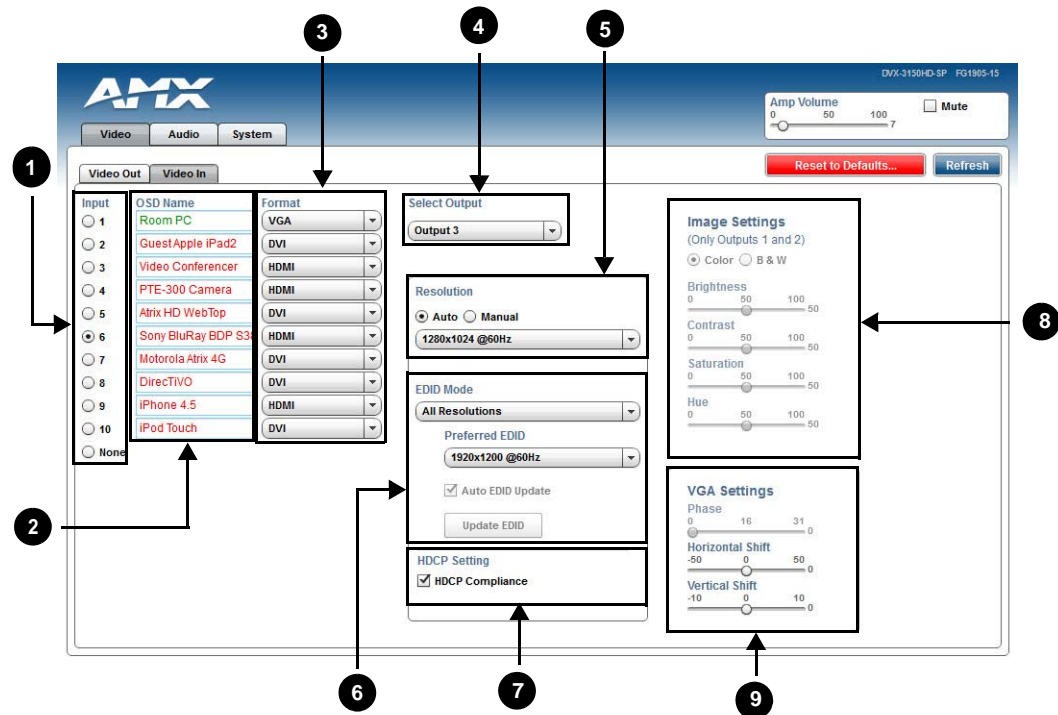 3
4
5
DVX-3150HD-SP FG1905-15
AMX
Amp Volume
0 50 100
7
Mute
Video Audio System
1
Video Out Video In
Reset to Defaults... Refresh
Input OSD Name Format
1 Room PC VGA
2 Guest Apple iPad2 DVI
3 Video Conferencer HDMI
4 PTE-300 Camera HDMI
5 Atrix HD WebTop DVI
6 Sony BluRay BDP S3 HDMI
7 Motorola Atrix 4G DVI
8 DirecTiVO DVI
9 iPhone 4.5 HDMI
10 iPod Touch DVI
None
Select Output
Output 3
Resolution
Auto Manual
1280x1024 @60Hz
EDID Mode
All Resolutions
Preferred EDID
1920x1200 @60Hz
Auto EDID Update
Update EDID
HDCP Setting
HDCP Compliance
Image Settings
(Only Outputs 1 and 2)
Color B & W
Brightness
0 50 100
50
Contrast
0 50 100
50
Saturation
0 50 100
50
Hue
0 50 100
50
8
VGA Settings
Phase
0 16 31
0
Horizontal Shift
-50 0 50
0
Vertical Shift
-10 0 10
0
2
6
7
9